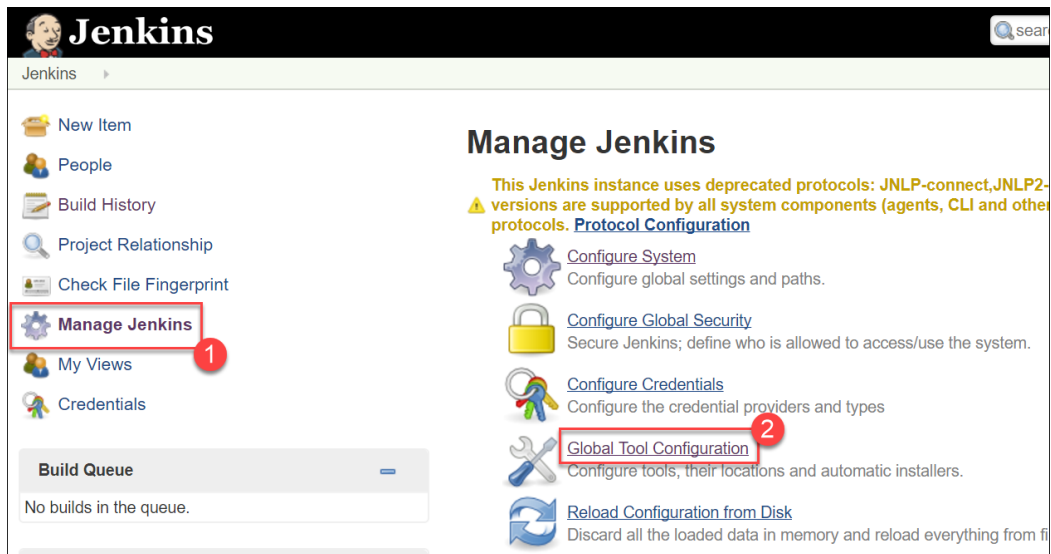 Jenkins
sear
Jenkins
New Item
People
Build History
Project Relationship
Check File Fingerprint
Manage Jenkins
1
My Views
Credentials
Build Queue
No builds in the queue.
Manage Jenkins
This Jenkins instance uses deprecated protocols: JNLP-connect,JNLP2-
versions are supported by all system components (agents, CLI and other
protocols. Protocol Configuration
Configure System
Configure global settings and paths.
Configure Global Security
Secure Jenkins; define who is allowed to access/use the system.
Configure Credentials
Configure the credential providers and types
2
Global Tool Configuration
Configure tools, their locations and automatic installers.
Reload Configuration from Disk
Discard all the loaded data in memory and reload everything from fi